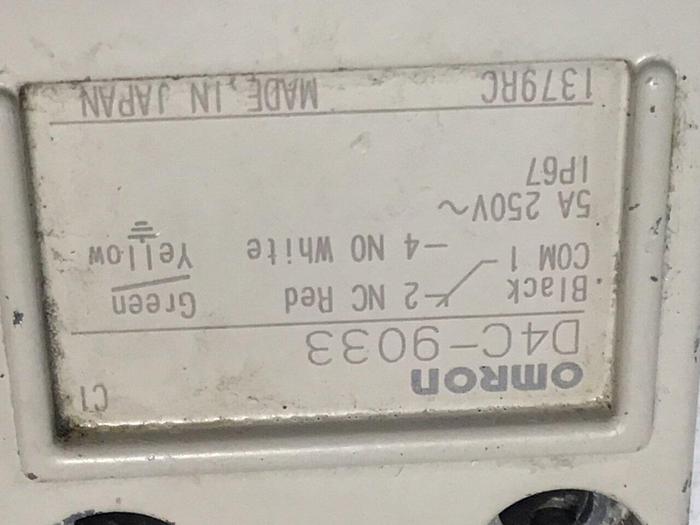 C1
OMRON
D4C-9033
Black 2 NC Red Green
COM 1 4 NO White Yellow
5A 250V~
IP67
1379RC MADE IN JAPAN